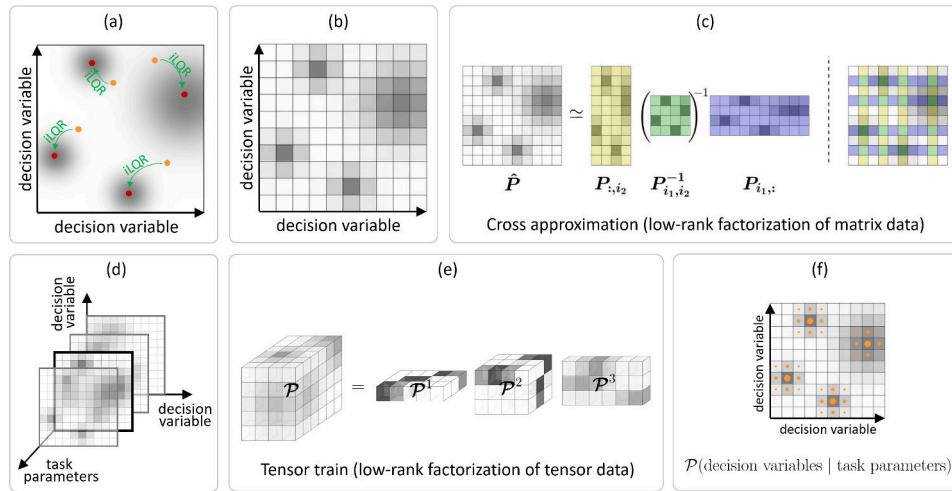 (a)
decision variable
iLQR
iLQR
iLQR
iLQR
decision variable
(b)
decision variable
decision variable
(c)
≃
−1
P̂
P:,i₂
P⁻¹i₁,i₂
Pi₁,:
Cross approximation (low-rank factorization of matrix data)
(d)
decision
variable
decision
variable
task
parameters
(e)
𝒫 = 𝒫¹ 𝒫² 𝒫³
Tensor train (low-rank factorization of tensor data)
(f)
decision variable
decision variable
𝒫(decision variables | task parameters)